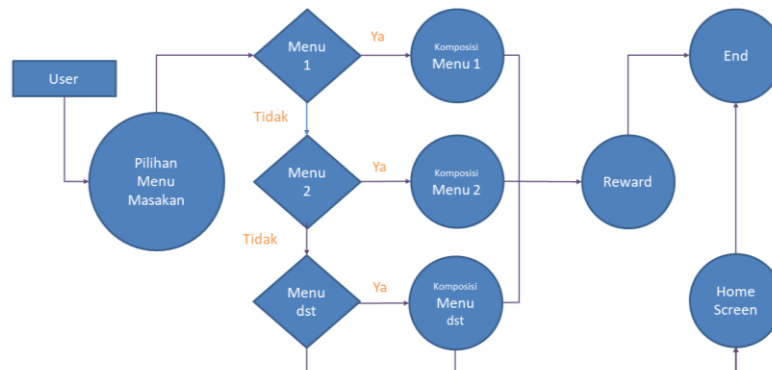 User
Pilihan
Menu
Masakan
Menu
1
Ya
Komposisi
Menu 1
Tidak
Menu
2
Ya
Komposisi
Menu 2
Tidak
Menu
dst
Ya
Komposisi
Menu
dst
Reward
End
Home
Screen